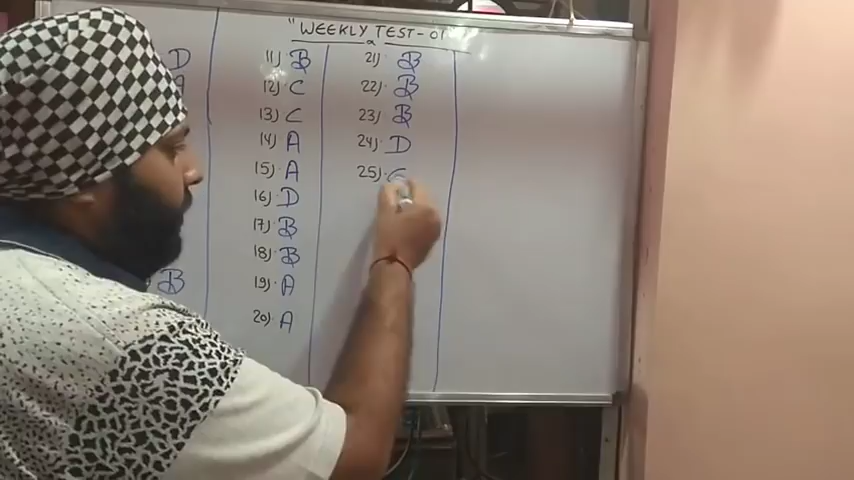 "WEEKLY TEST-01
D
B
11) B
12) C
13) C
14) A
15) A
16) D
17) B
18) B
19) A
20) A
21) B
22) B
23) B
24) D
25) C